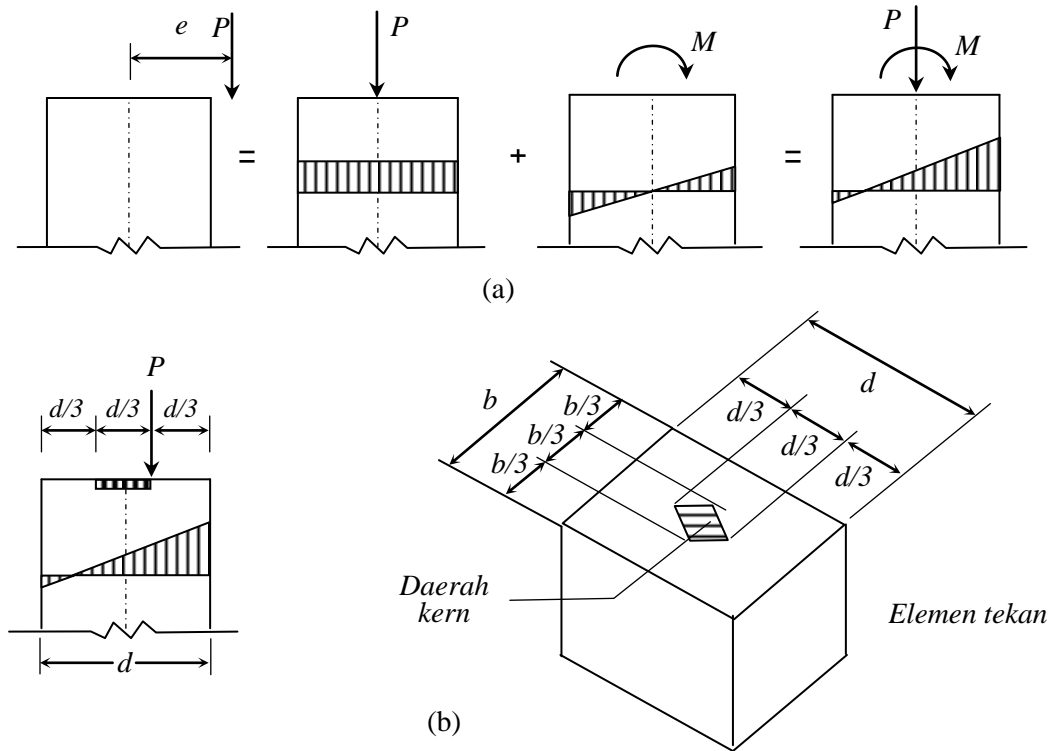 e P
P
M
P
M
=
+
=
(a)
P
d/3 d/3 d/3
d
b
b/3
b/3
b/3
d
d/3
d/3
d/3
Daerah
kern
Elemen tekan
(b)